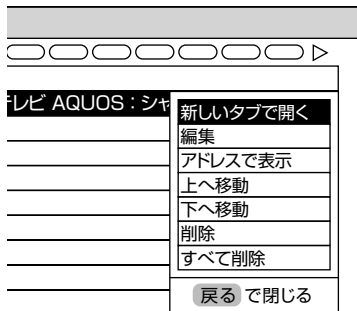 テレビ AQUOS：シャ
新しいタブで開く
編集
アドレスで表示
上へ移動
下へ移動
削除
すべて削除
戻る で閉じる